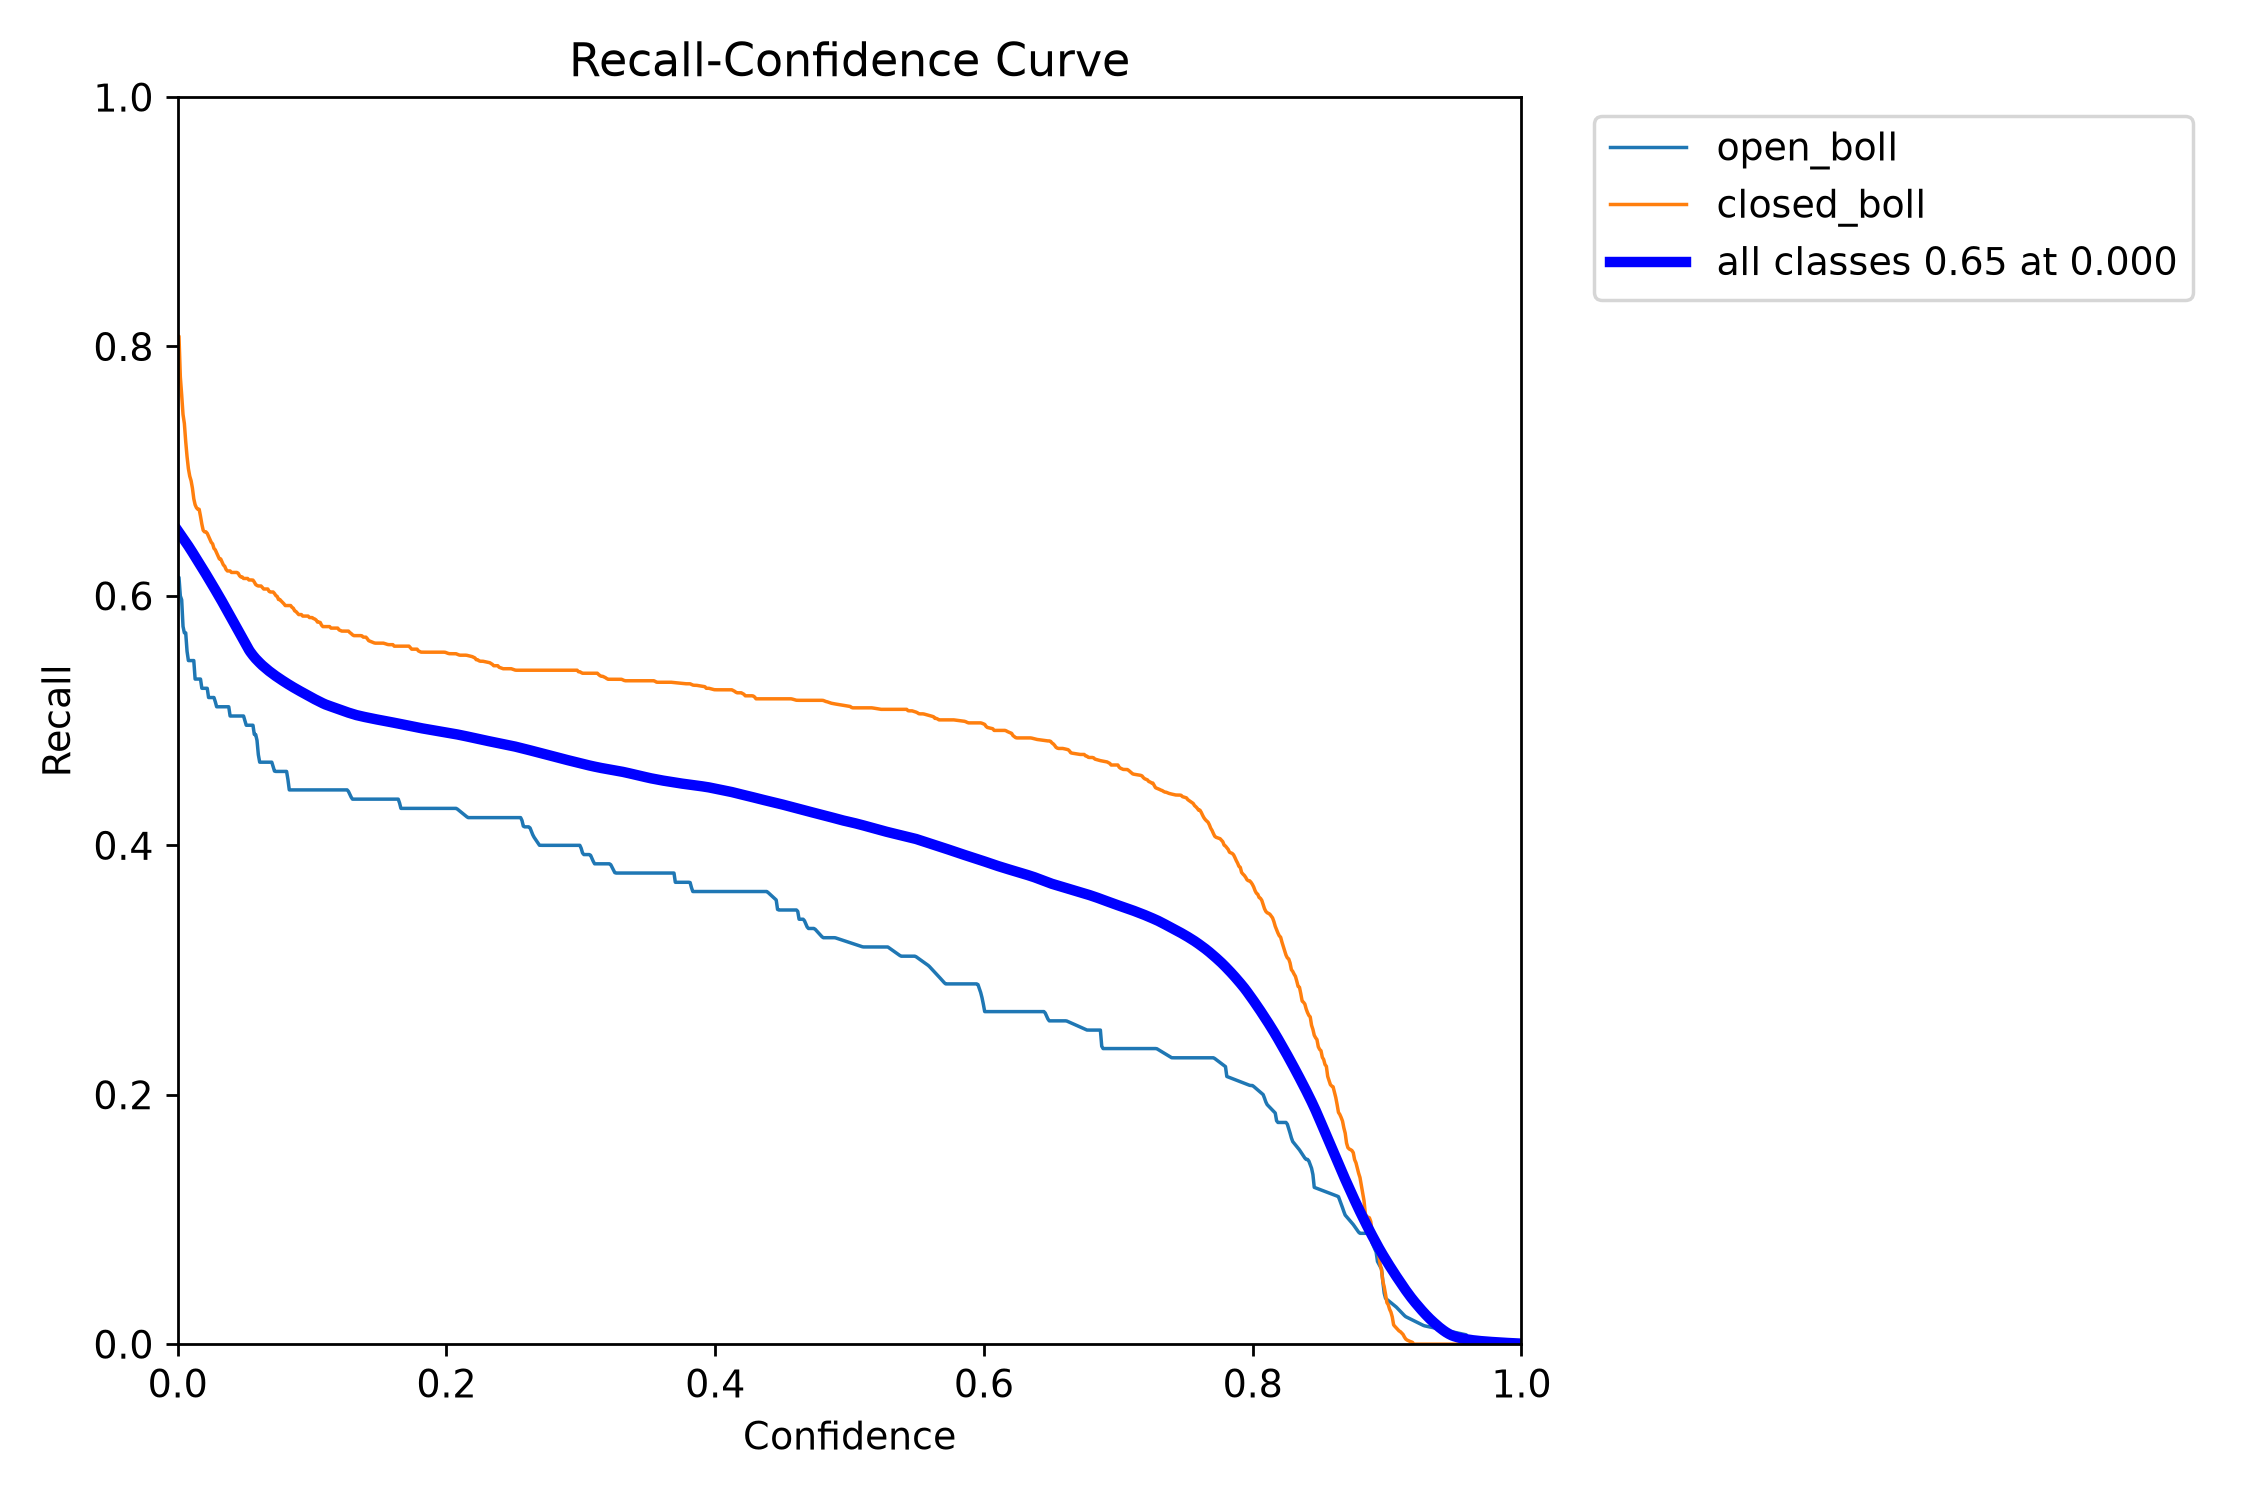 Recall-Confidence Curve
1.0
0.8
0.6
0.4
0.2
0.0
Recall
0.0 0.2 0.4 0.6 0.8 1.0
Confidence
open_boll
closed_boll
all classes 0.65 at 0.000